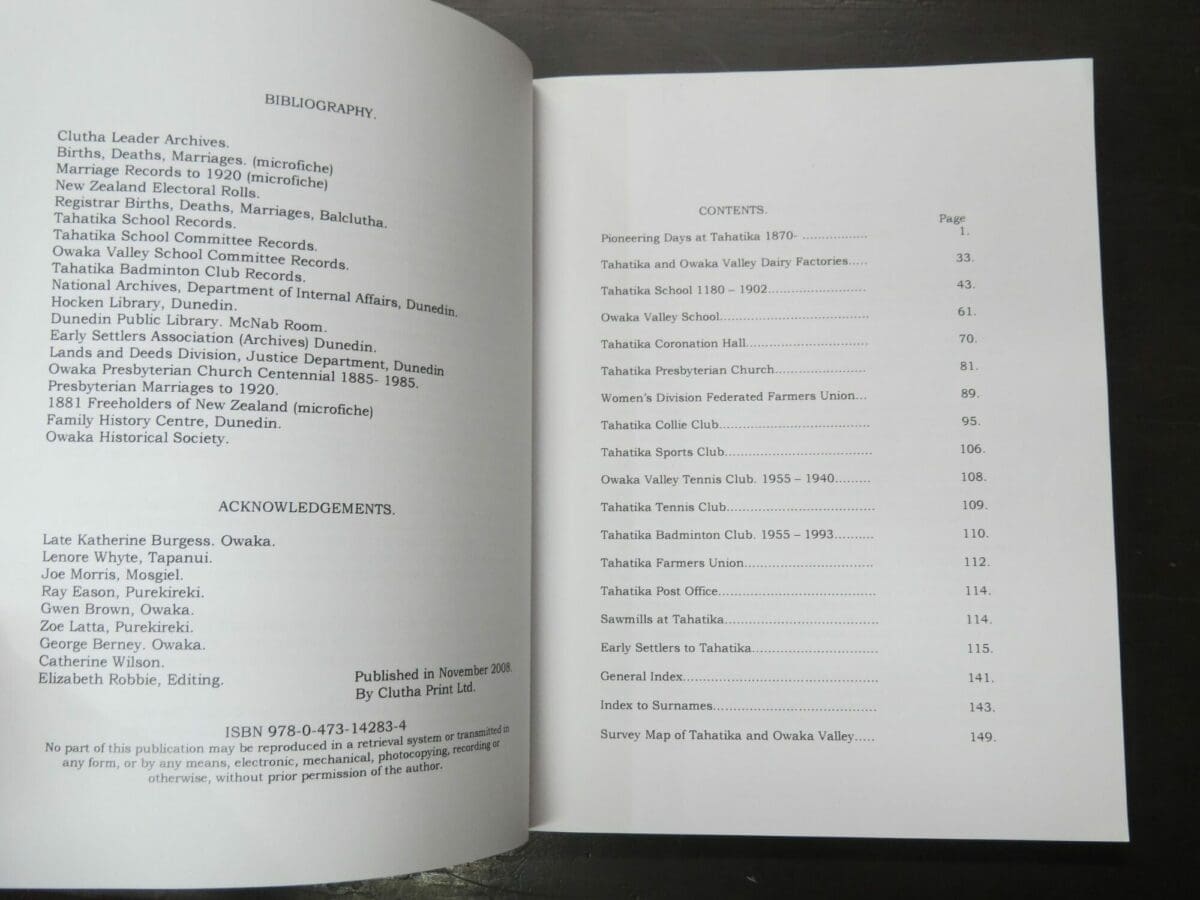 BIBLIOGRAPHY.
Clutha Leader Archives.
Births, Deaths, Marriages. (microfiche)
Marriage Records to 1920 (microfiche)
New Zealand Electoral Rolls.
Registrar Births, Deaths, Marriages, Balclutha.
Tahatika School Records.
Tahatika School Committee Records.
Owaka Valley School Committee Records.
Tahatika Badminton Club Records.
National Archives, Department of Internal Affairs, Dunedin.
Hocken Library, Dunedin.
Dunedin Public Library. McNab Room.
Early Settlers Association (Archives) Dunedin.
Lands and Deeds Division, Justice Department, Dunedin
Owaka Presbyterian Church Centennial 1885- 1985.
Presbyterian Marriages to 1920.
1881 Freeholders of New Zealand (microfiche)
Family History Centre, Dunedin.
Owaka Historical Society.
ACKNOWLEDGEMENTS.
Late Katherine Burgess. Owaka.
Lenore Whyte, Tapanui.
Joe Morris, Mosgiel.
Ray Eason, Purekireki.
Gwen Brown, Owaka.
Zoe Latta, Purekireki.
George Berney. Owaka.
Catherine Wilson.
Elizabeth Robbie, Editing.
Published in November 2008.
By Clutha Print Ltd.
ISBN 978-0-473-14283-4
No part of this publication may be reproduced in a retrieval system or transmitted in
any form, or by any means, electronic, mechanical, photocopying, recording or
otherwise, without prior permission of the author.
CONTENTS.
Page
Pioneering Days at Tahatika 1870- .................. 1.
Tahatika and Owaka Valley Dairy Factories..... 33.
Tahatika School 1180 – 1902.......................... 43.
Owaka Valley School........................................ 61.
Tahatika Coronation Hall................................. 70.
Tahatika Presbyterian Church......................... 81.
Women's Division Federated Farmers Union... 89.
Tahatika Collie Club........................................ 95.
Tahatika Sports Club....................................... 106.
Owaka Valley Tennis Club. 1955 – 1940......... 108.
Tahatika Tennis Club....................................... 109.
Tahatika Badminton Club. 1955 – 1993.......... 110.
Tahatika Farmers Union.................................. 112.
Tahatika Post Office......................................... 114.
Sawmills at Tahatika........................................ 114.
Early Settlers to Tahatika................................. 115.
General Index................................................... 141.
Index to Surnames........................................... 143.
Survey Map of Tahatika and Owaka Valley..... 149.